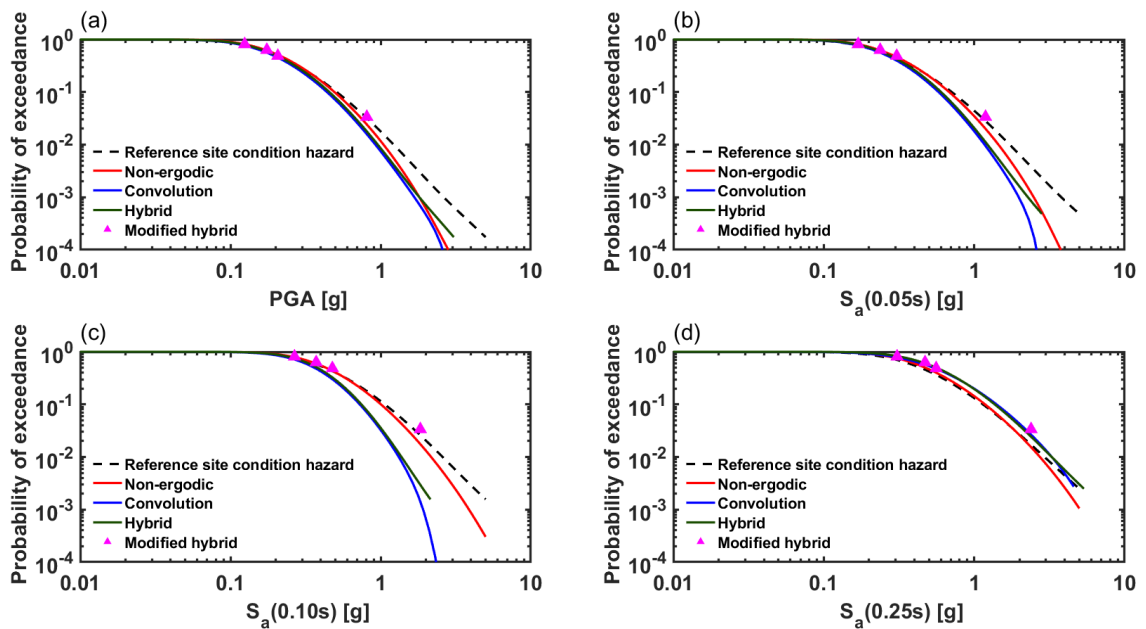 (a)
Probability of exceedance
10^0
10^-1
10^-2
10^-3
10^-4
Reference site condition hazard
Non-ergodic
Convolution
Hybrid
Modified hybrid
0.01 0.1 1 10
PGA [g]
(b)
Probability of exceedance
10^0
10^-1
10^-2
10^-3
10^-4
Reference site condition hazard
Non-ergodic
Convolution
Hybrid
Modified hybrid
0.01 0.1 1 10
S_a(0.05s) [g]
(c)
Probability of exceedance
10^0
10^-1
10^-2
10^-3
10^-4
Reference site condition hazard
Non-ergodic
Convolution
Hybrid
Modified hybrid
0.01 0.1 1 10
S_a(0.10s) [g]
(d)
Probability of exceedance
10^0
10^-1
10^-2
10^-3
10^-4
Reference site condition hazard
Non-ergodic
Convolution
Hybrid
Modified hybrid
0.01 0.1 1 10
S_a(0.25s) [g]